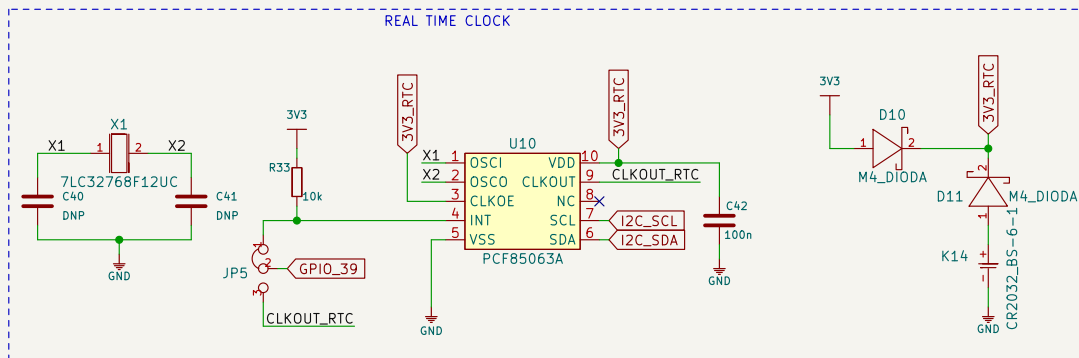 REAL TIME CLOCK
X1
X1
1
2
X2
7LC32768F12UC
C40
DNP
C41
DNP
GND
3V3
R33
10k
JP5
1
2
3
GPIO_39
CLKOUT_RTC
3V3_RTC
U10
X1
1
OSCI
X2
2
OSCO
3
CLKOE
4
INT
5
VSS
VDD
10
CLKOUT
9
CLKOUT_RTC
NC
8
SCL
7
I2C_SCL
SDA
6
I2C_SDA
PCF85063A
GND
3V3_RTC
C42
100n
GND
3V3
D10
1
2
M4_DIODA
3V3_RTC
2
D11
M4_DIODA
1
K14
+
-
CR2032_BS-6-1
GND